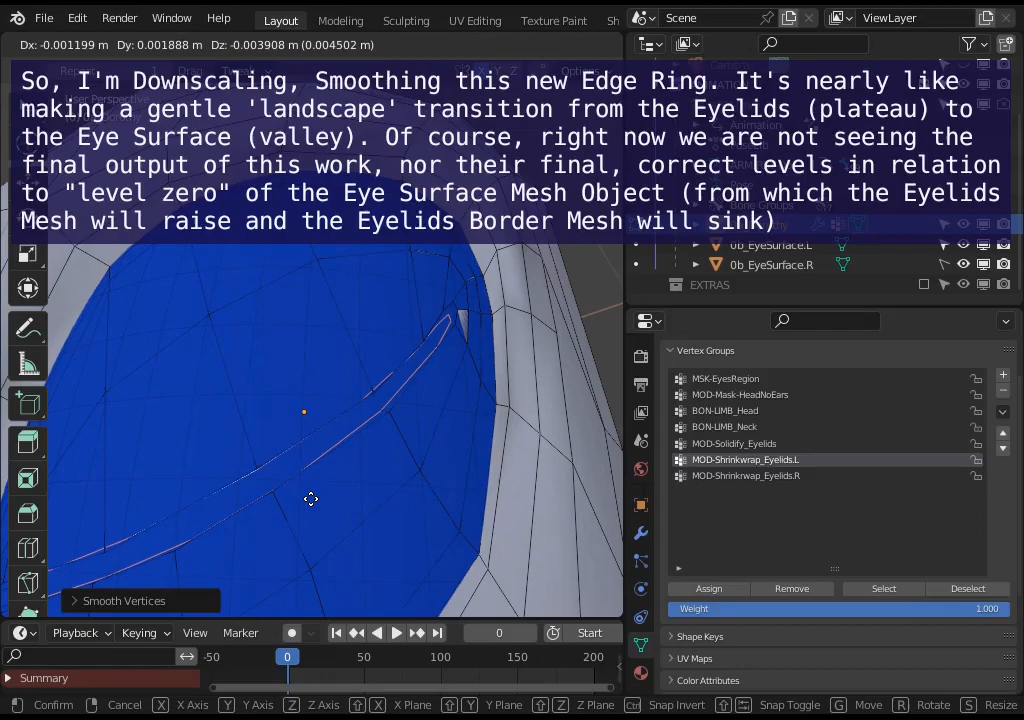 File Edit Render Window Help Layout Modeling Sculpting UV Editing Texture Paint Sh Scene ViewLayer
Dx: -0.001199 m Dy: 0.001888 m Dz: -0.003908 m (0.004502 m)
So, I'm Downscaling, Smoothing this new Edge Ring. It's nearly like
making a gentle 'landscape' transition from the Eyelids (plateau) to
the Eye Surface (valley). Of course, right now we are not seeing the
final output of this work, nor their final, correct levels in relation
to "level zero" of the Eye Surface Mesh Object (from which the Eyelids
Mesh will raise and the Eyelids Border Mesh will sink)
0b_EyeSurface.L
0b_EyeSurface.R
EXTRAS
Vertex Groups
MSK-EyesRegion
MOD-Mask-HeadNoEars
BON-LIMB_Head
BON-LIMB_Neck
MOD-Solidify_Eyelids
MOD-Shrinkwrap_Eyelids.L
MOD-Shrinkwrap_Eyelids.R
Assign Remove Select Deselect
Weight 1.000
Shape Keys
UV Maps
Color Attributes
Smooth Vertices
Playback Keying View Marker 0 Start
-50 0 50 100 150 200
Summary
Confirm Cancel X X Axis Y Y Axis Z Z Axis X X Plane Y Y Plane Z Z Plane Ctrl Snap Invert Snap Toggle G Move R Rotate S Resize